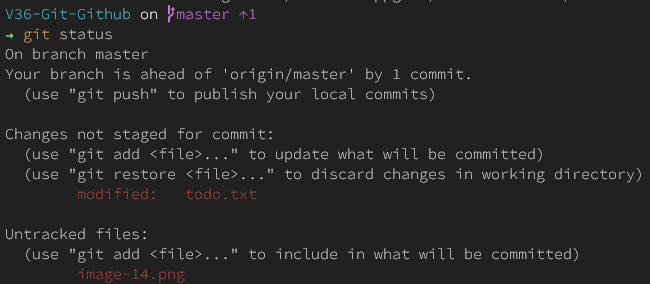 V36-Git-Github on master ↑1
→ git status
On branch master
Your branch is ahead of 'origin/master' by 1 commit.
  (use "git push" to publish your local commits)

Changes not staged for commit:
  (use "git add <file>..." to update what will be committed)
  (use "git restore <file>..." to discard changes in working directory)
        modified:   todo.txt

Untracked files:
  (use "git add <file>..." to include in what will be committed)
        image-14.png